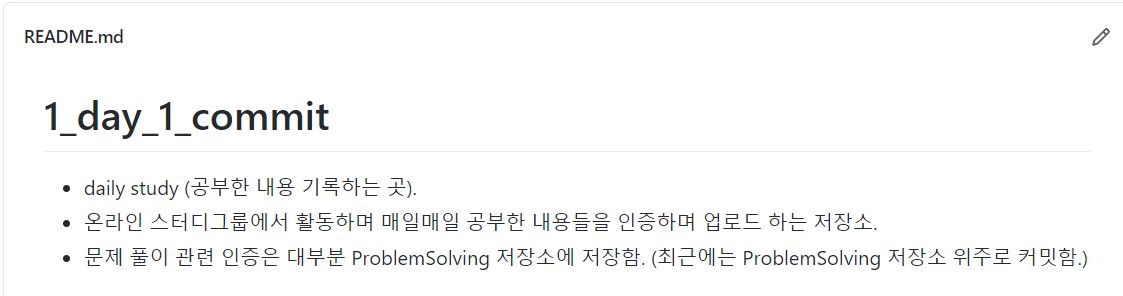 README.md
1_day_1_commit
daily study (공부한 내용 기록하는 곳).
온라인 스터디그룹에서 활동하며 매일매일 공부한 내용들을 인증하며 업로드 하는 저장소.
문제 풀이 관련 인증은 대부분 ProblemSolving 저장소에 저장함. (최근에는 ProblemSolving 저장소 위주로 커밋함.)